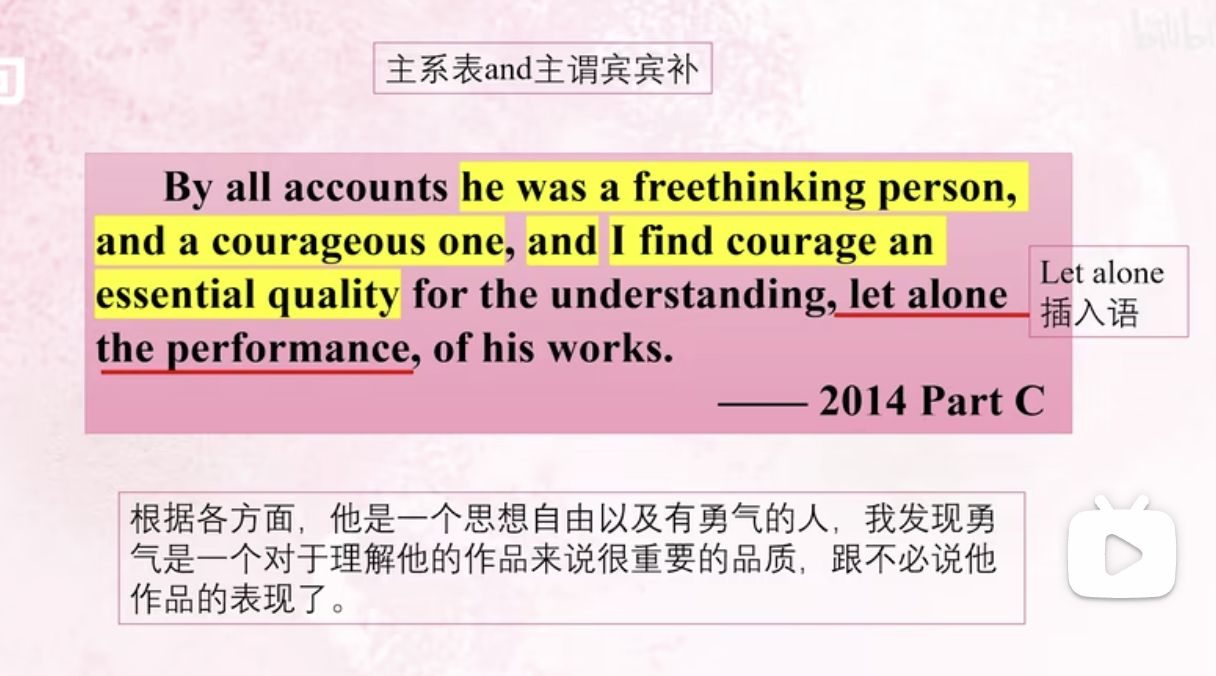 主系表and主谓宾宾补
By all accounts he was a freethinking person,
and a courageous one, and I find courage an
essential quality for the understanding, let alone
the performance, of his works.
—— 2014 Part C
Let alone
插入语
根据各方面，他是一个思想自由以及有勇气的人，我发现勇
气是一个对于理解他的作品来说很重要的品质，跟不必说他
作品的表现了。